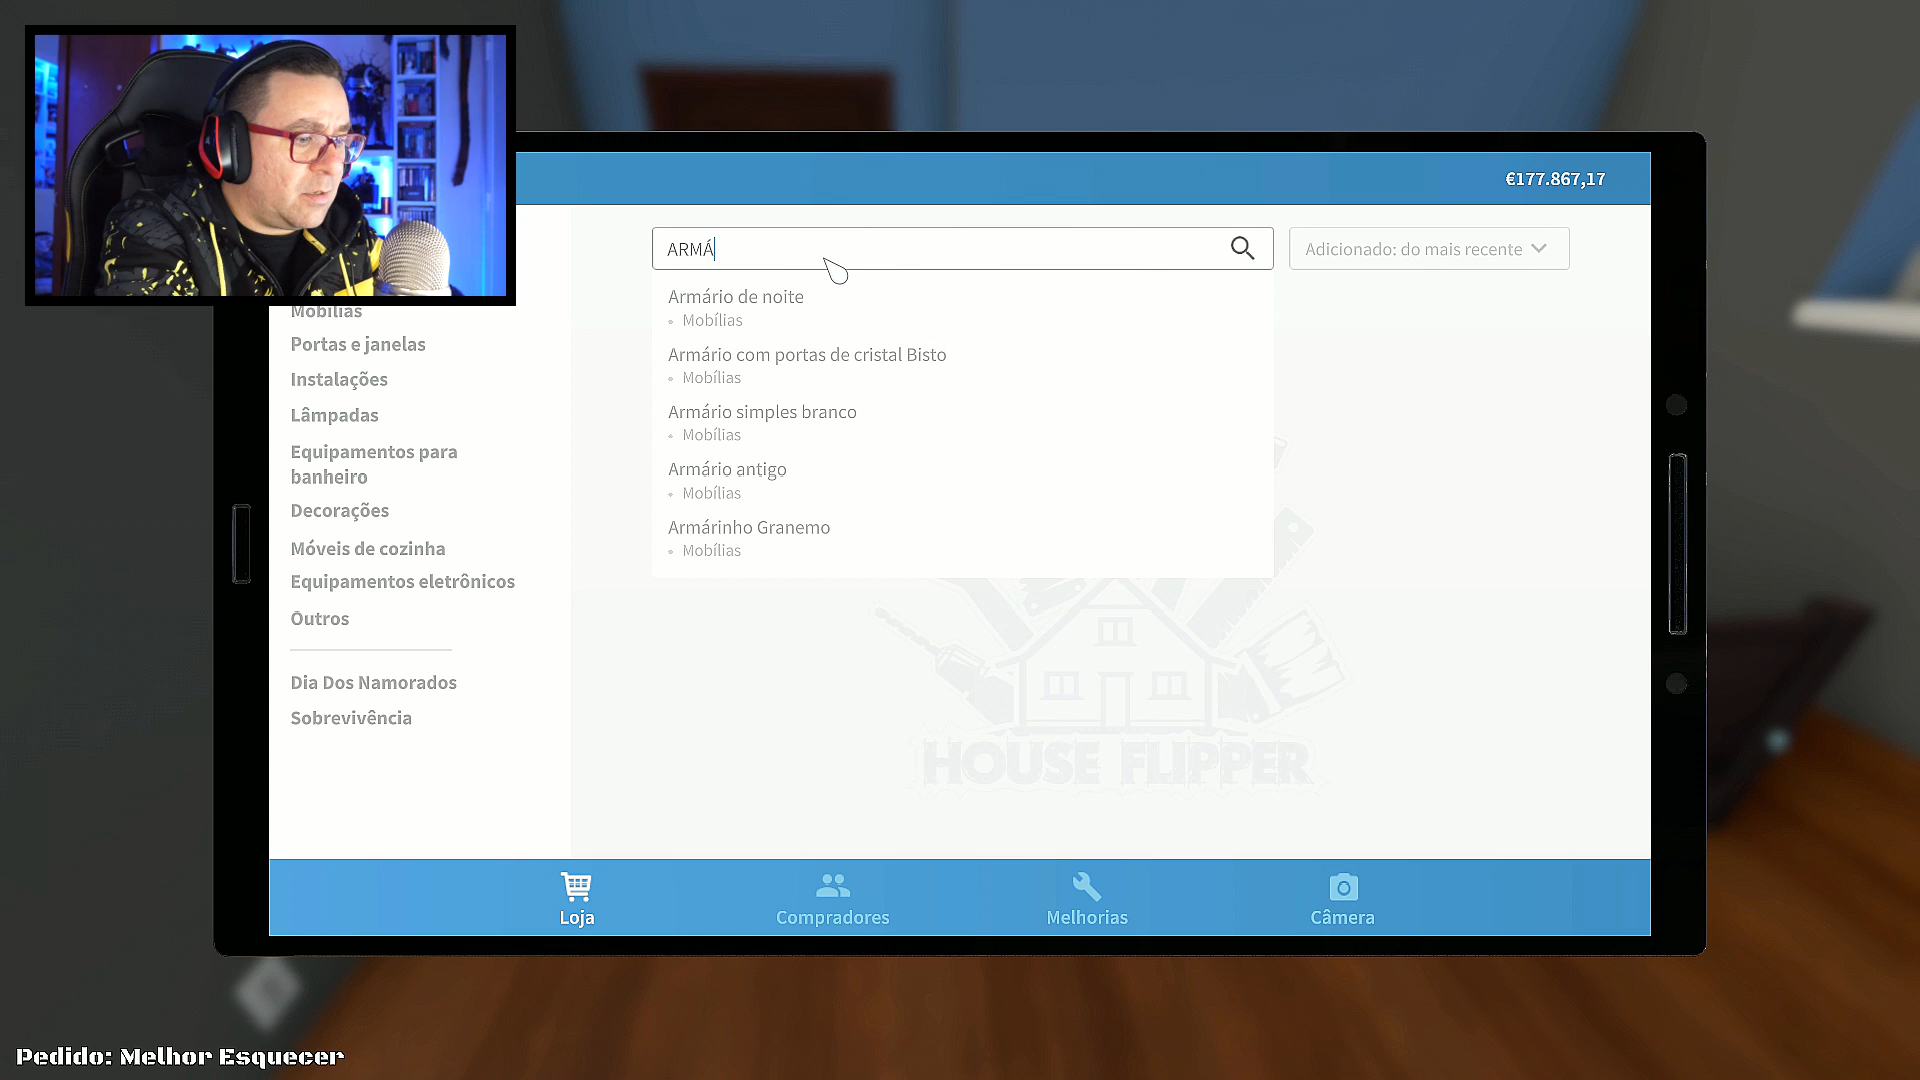 €177.867,17
ARMÁ
Adicionado: do mais recente
Armário de noite
Mobílias
Armário com portas de cristal Bisto
Mobílias
Armário simples branco
Mobílias
Armário antigo
Mobílias
Armárinho Granemo
Mobílias
Mobílias
Portas e janelas
Instalações
Lâmpadas
Equipamentos para
banheiro
Decorações
Móveis de cozinha
Equipamentos eletrônicos
Outros
Dia Dos Namorados
Sobrevivência
HOUSE FLIPPER
Loja
Compradores
Melhorias
Câmera
Pedido: Melhor Esquecer